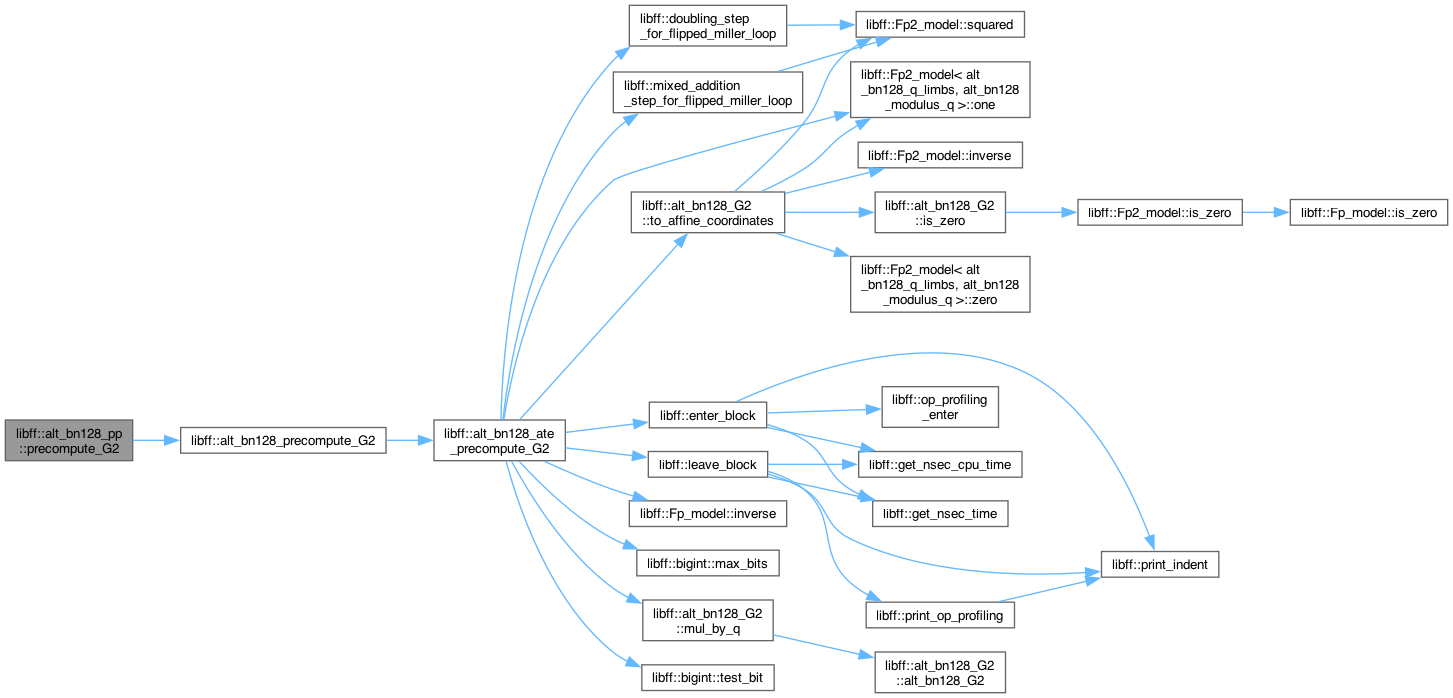 libff::doubling_step
_for_flipped_miller_loop
libff::Fp2_model::squared
libff::mixed_addition
_step_for_flipped_miller_loop
libff::Fp2_model< alt
_bn128_q_limbs, alt_bn128
_modulus_q >::one
libff::Fp2_model::inverse
libff::alt_bn128_G2
::to_affine_coordinates
libff::alt_bn128_G2
::is_zero
libff::Fp2_model::is_zero
libff::Fp_model::is_zero
libff::Fp2_model< alt
_bn128_q_limbs, alt_bn128
_modulus_q >::zero
libff::alt_bn128_pp
::precompute_G2
libff::alt_bn128_precompute_G2
libff::alt_bn128_ate
_precompute_G2
libff::enter_block
libff::op_profiling
_enter
libff::leave_block
libff::get_nsec_cpu_time
libff::Fp_model::inverse
libff::get_nsec_time
libff::bigint::max_bits
libff::print_indent
libff::alt_bn128_G2
::mul_by_q
libff::print_op_profiling
libff::bigint::test_bit
libff::alt_bn128_G2
::alt_bn128_G2